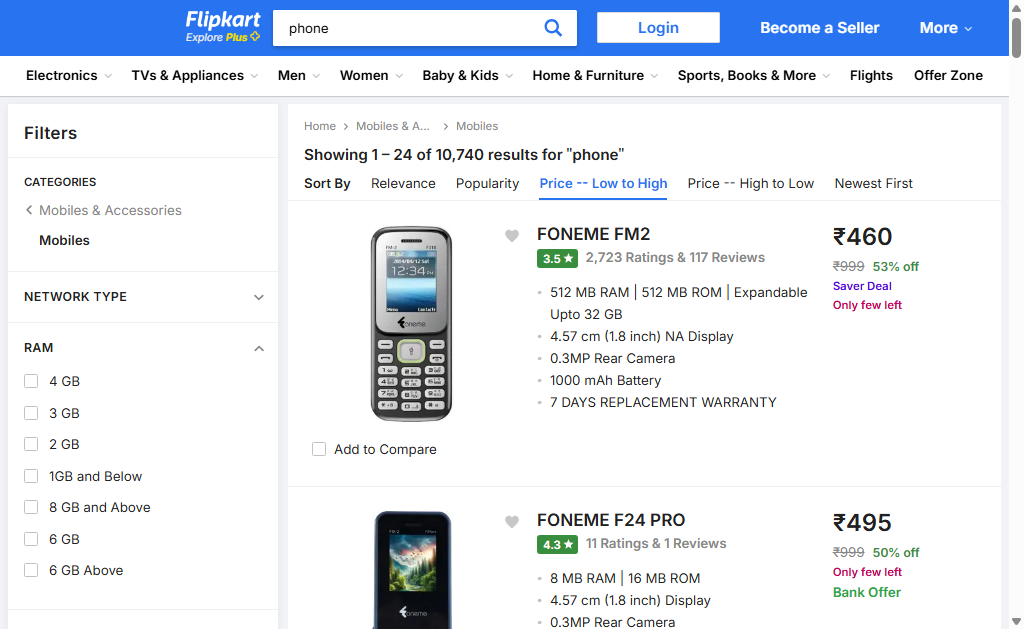 Flipkart
Explore Plus
phone
Login
Become a Seller
More
Electronics
TVs & Appliances
Men
Women
Baby & Kids
Home & Furniture
Sports, Books & More
Flights
Offer Zone
Filters
CATEGORIES
Mobiles & Accessories
Mobiles
NETWORK TYPE
RAM
4 GB
3 GB
2 GB
1GB and Below
8 GB and Above
6 GB
6 GB Above
Home
Mobiles & A...
Mobiles
Showing 1 – 24 of 10,740 results for "phone"
Sort By
Relevance
Popularity
Price -- Low to High
Price -- High to Low
Newest First
12:34
Menu
foneme
Add to Compare
FONEME FM2
3.5 ★
2,723 Ratings & 117 Reviews
512 MB RAM | 512 MB ROM | Expandable
Upto 32 GB
4.57 cm (1.8 inch) NA Display
0.3MP Rear Camera
1000 mAh Battery
7 DAYS REPLACEMENT WARRANTY
₹460
₹999 53% off
Saver Deal
Only few left
foneme
FONEME F24 PRO
4.3 ★
11 Ratings & 1 Reviews
8 MB RAM | 16 MB ROM
4.57 cm (1.8 inch) Display
0.3MP Rear Camera
₹495
₹999 50% off
Only few left
Bank Offer